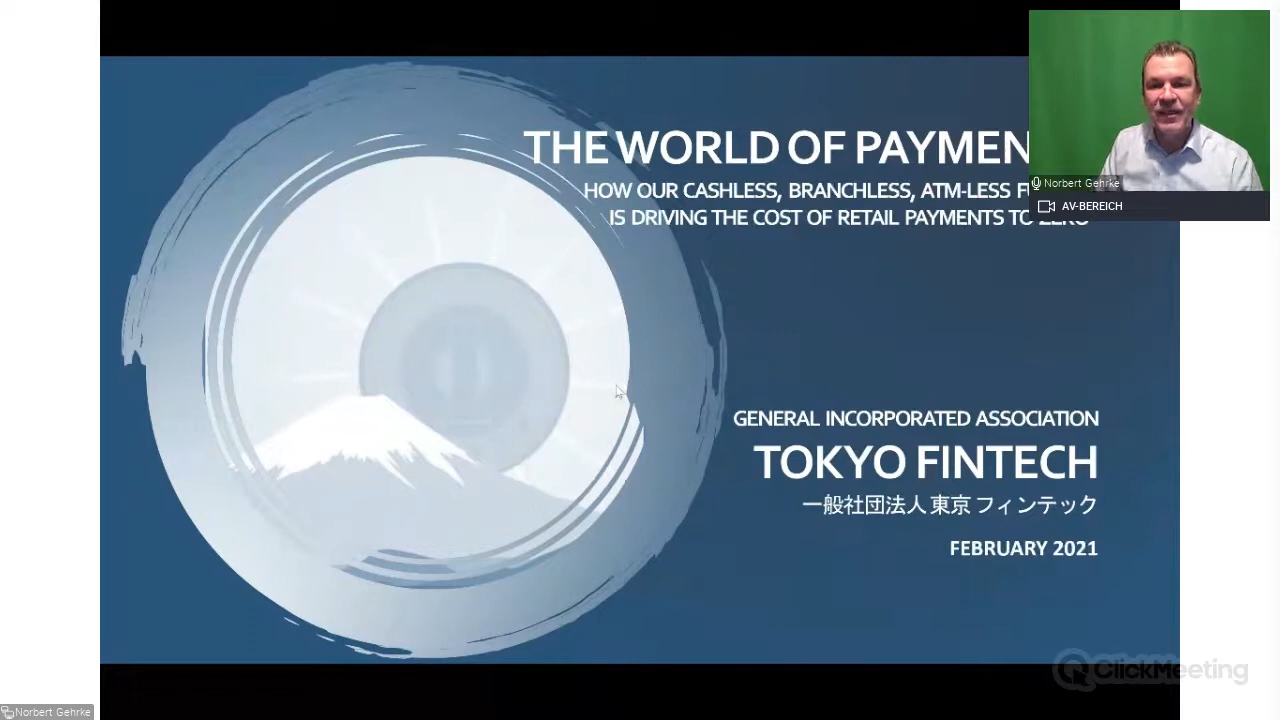 THE WORLD OF PAYMEN
HOW OUR CASHLESS, BRANCHLESS, ATM-LESS
IS DRIVING THE COST OF RETAIL PAYMENTS TO ZERO
GENERAL INCORPORATED ASSOCIATION
TOKYO FINTECH
一般社団法人 東京 フィンテック
FEBRUARY 2021
Norbert Gehrke
AV-BEREICH
ClickMeeting
Norbert Gehrke